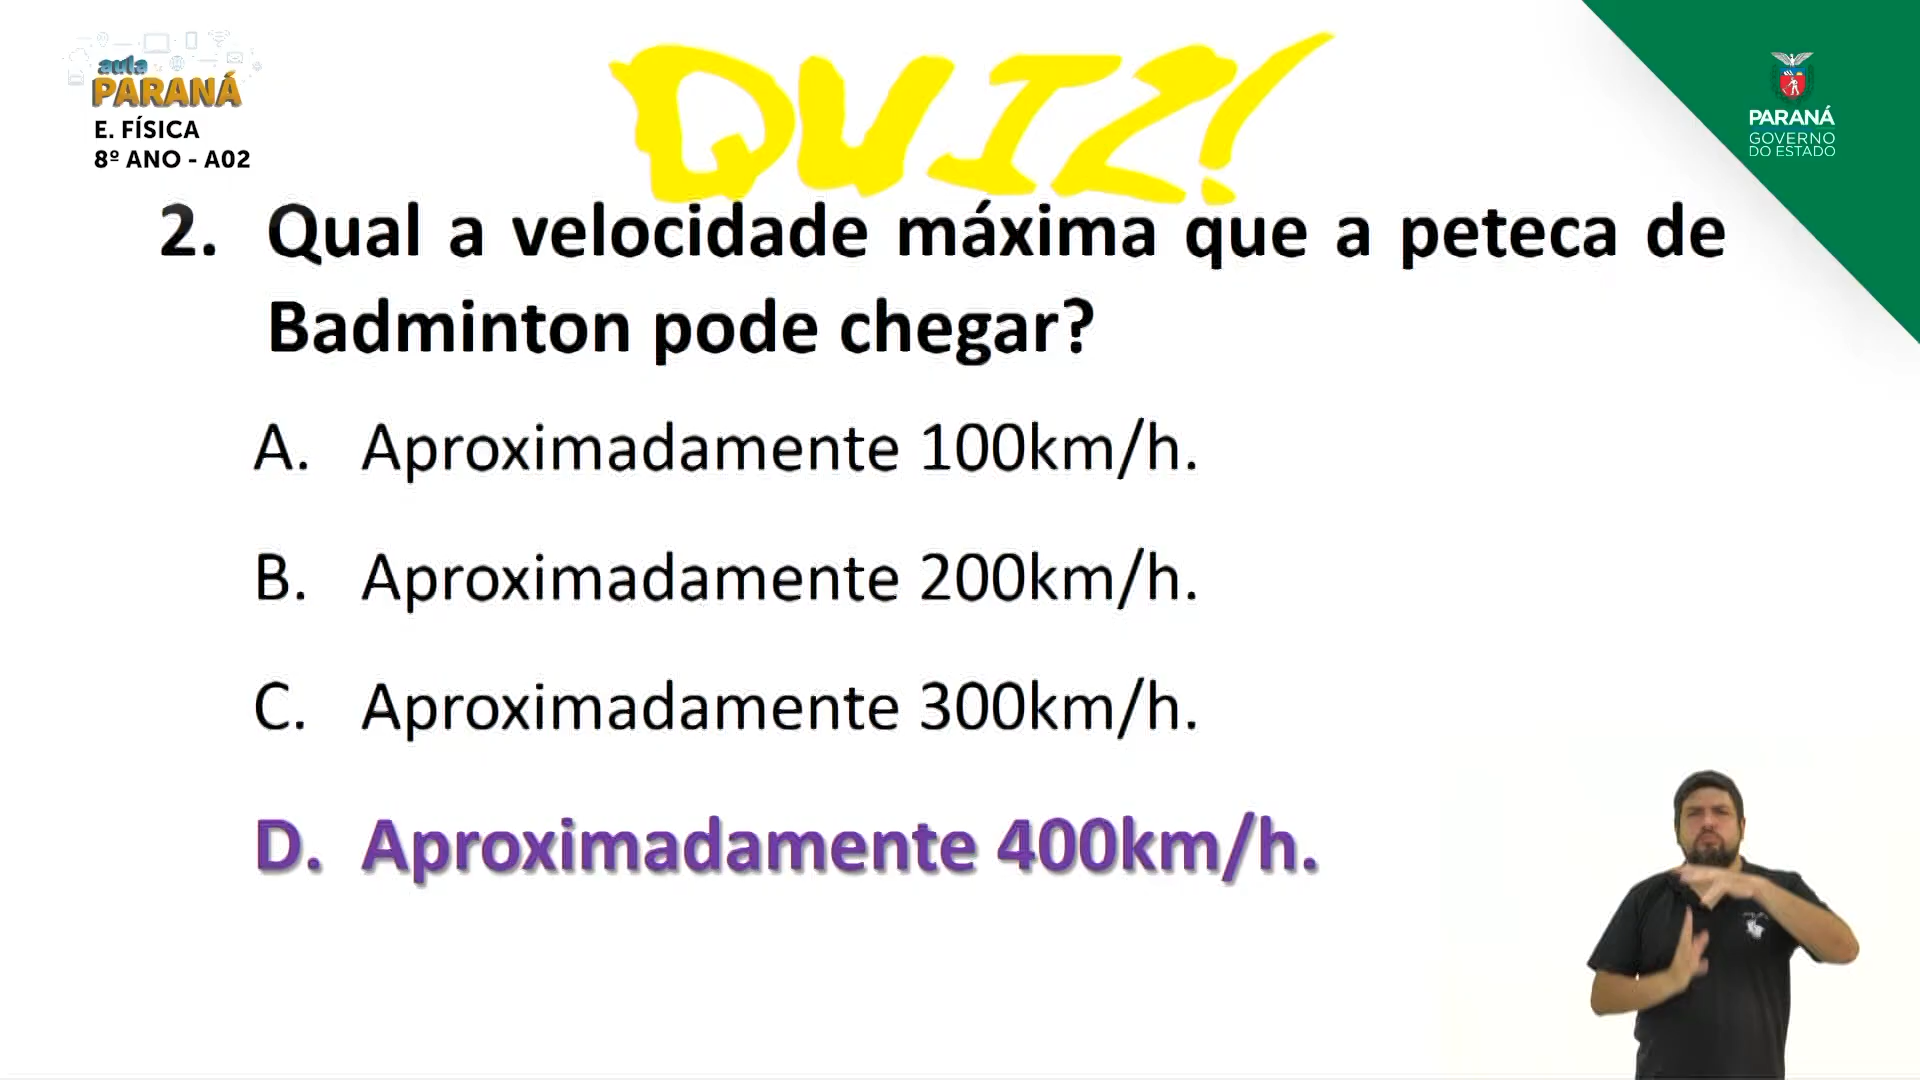 aula
PARANÁ
E. FÍSICA
8º ANO - A02
QUIZ!
PARANÁ
GOVERNO
DO ESTADO
2. Qual a velocidade máxima que a peteca de
Badminton pode chegar?
A. Aproximadamente 100km/h.
B. Aproximadamente 200km/h.
C. Aproximadamente 300km/h.
D. Aproximadamente 400km/h.